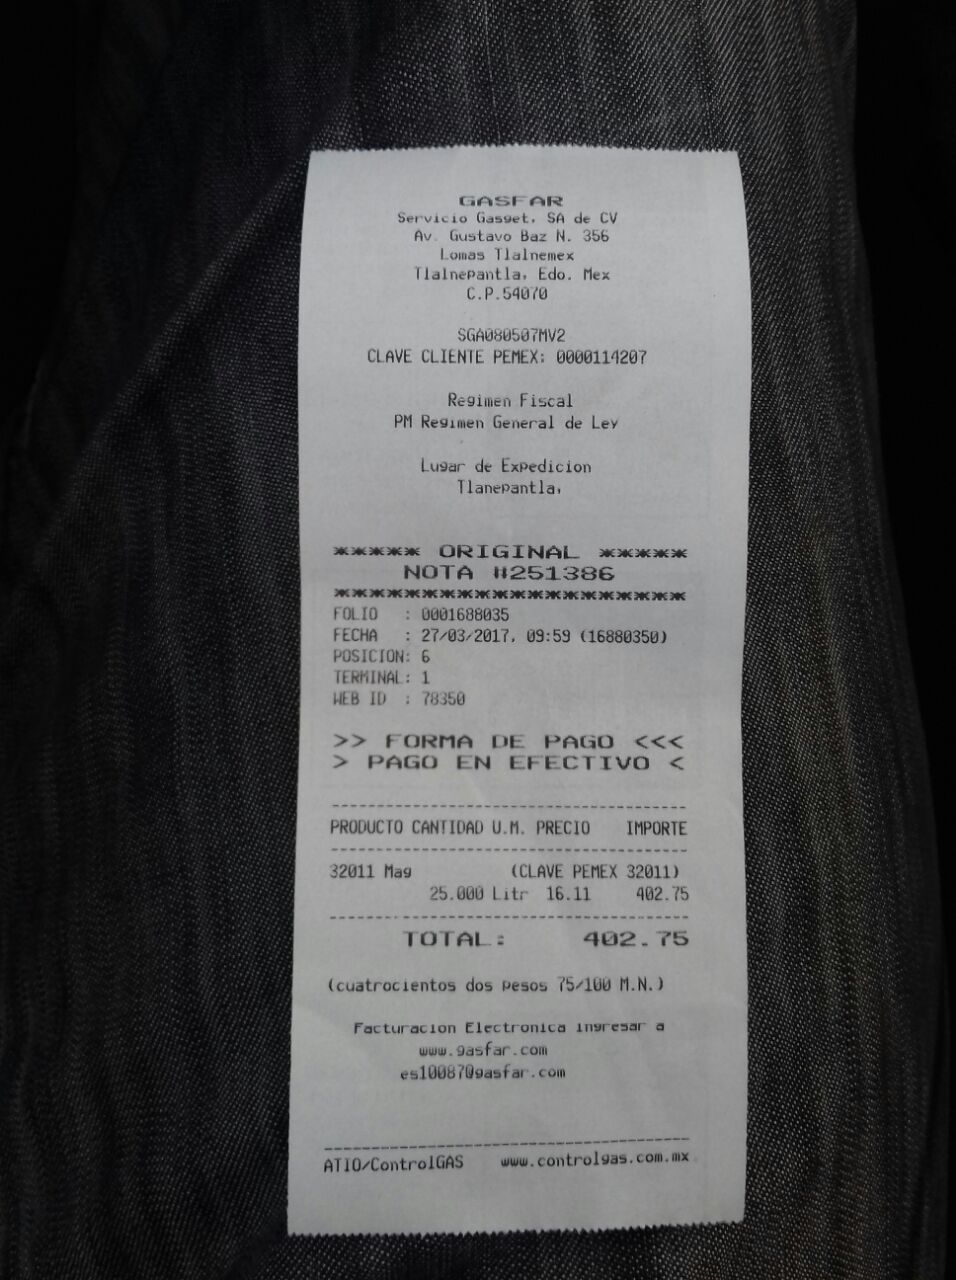 GASFAR
Servicio Gasget, SA de CV
Av. Gustavo Baz N. 356
Lomas Tlalnemex
Tlalnepantla, Edo. Mex
C.P.54070
SGA080507MV2
CLAVE CLIENTE PEMEX: 0000114207
Regimen Fiscal
PM Regimen General de Ley
Lugar de Expedicion
Tlanepantla,
***** ORIGINAL *****
NOTA #251386
********************
FOLIO : 0001688035
FECHA : 27/03/2017, 09:59 (16880350)
POSICION: 6
TERMINAL: 1
WEB ID : 78350
>> FORMA DE PAGO <<<
> PAGO EN EFECTIVO <
----------------------------------------
PRODUCTO CANTIDAD U.M. PRECIO IMPORTE
----------------------------------------
32011 Mag (CLAVE PEMEX 32011)
25.000 Litr 16.11 402.75
----------------------------------------
TOTAL: 402.75
(cuatrocientos dos pesos 75/100 M.N.)
Facturacion Electronica ingresar a
www.gasfar.com
es10087@gasfar.com
----------------------------------------
ATIO/ControlGAS www.controlgas.com.mx